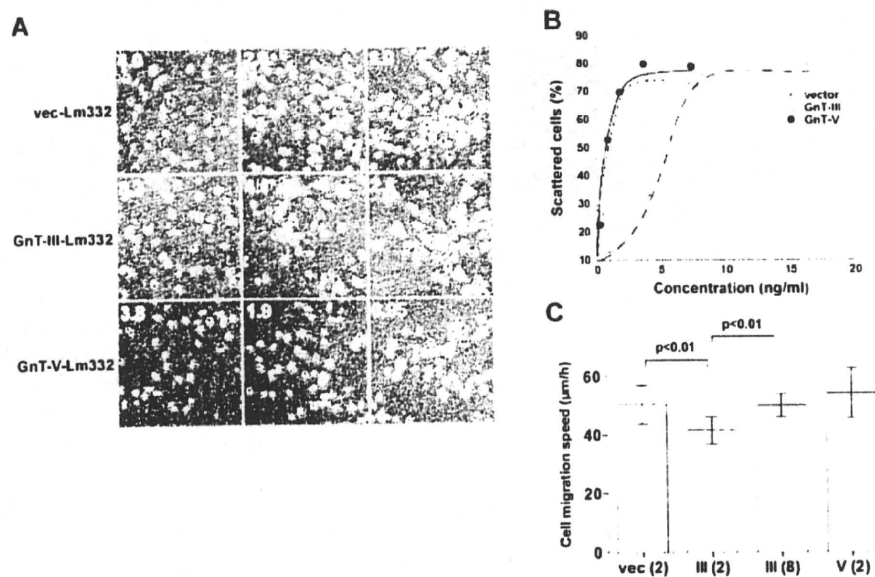 A
vec-Lm332
GnT-III-Lm332
GnT-V-Lm332
1.9
B
Scattered cells (%)
90
80
70
60
50
40
30
20
10
0
5
10
15
20
Concentration (ng/ml)
vector
GnT-III
GnT-V
C
p<0.01
p<0.01
Cell migration speed (µm/h)
60
40
20
0
vec (2)
III (2)
III (8)
V (2)